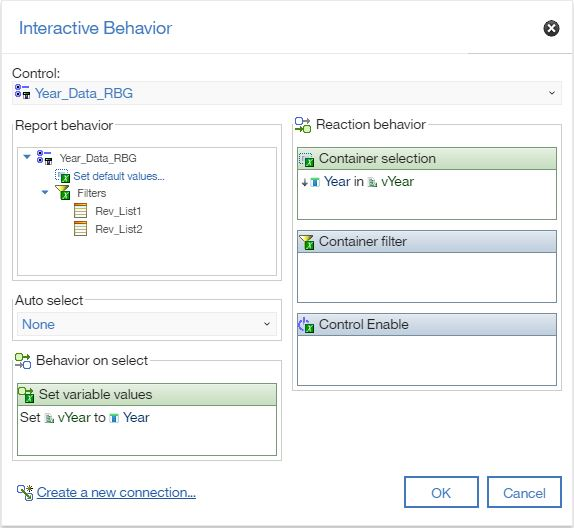 Interactive Behavior
Control:
Year_Data_RBG
Report behavior
Year_Data_RBG
Set default values...
Filters
Rev_List1
Rev_List2
Auto select
None
Behavior on select
Set variable values
Set vYear to Year
Create a new connection...
Reaction behavior
Container selection
Year in vYear
Container filter
Control Enable
OK
Cancel